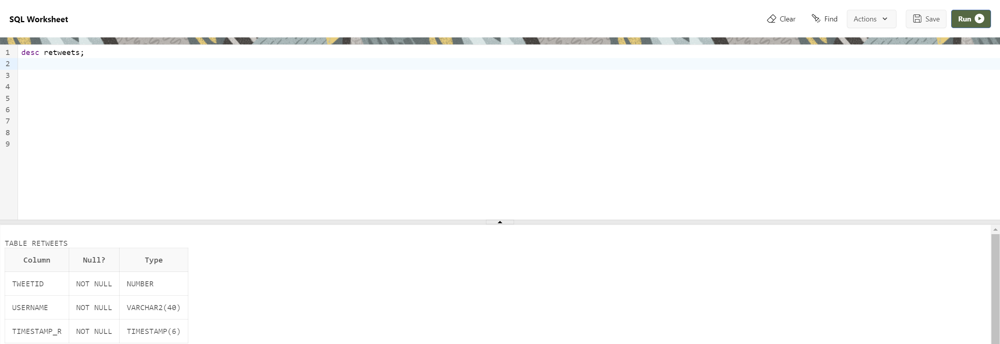 SQL Worksheet
Clear
Find
Actions
Save
Run
1 desc retweets;
2
3
4
5
6
7
8
9
TABLE RETWEETS
Column Null? Type
TWEETID NOT NULL NUMBER
USERNAME NOT NULL VARCHAR2(40)
TIMESTAMP_R NOT NULL TIMESTAMP(6)